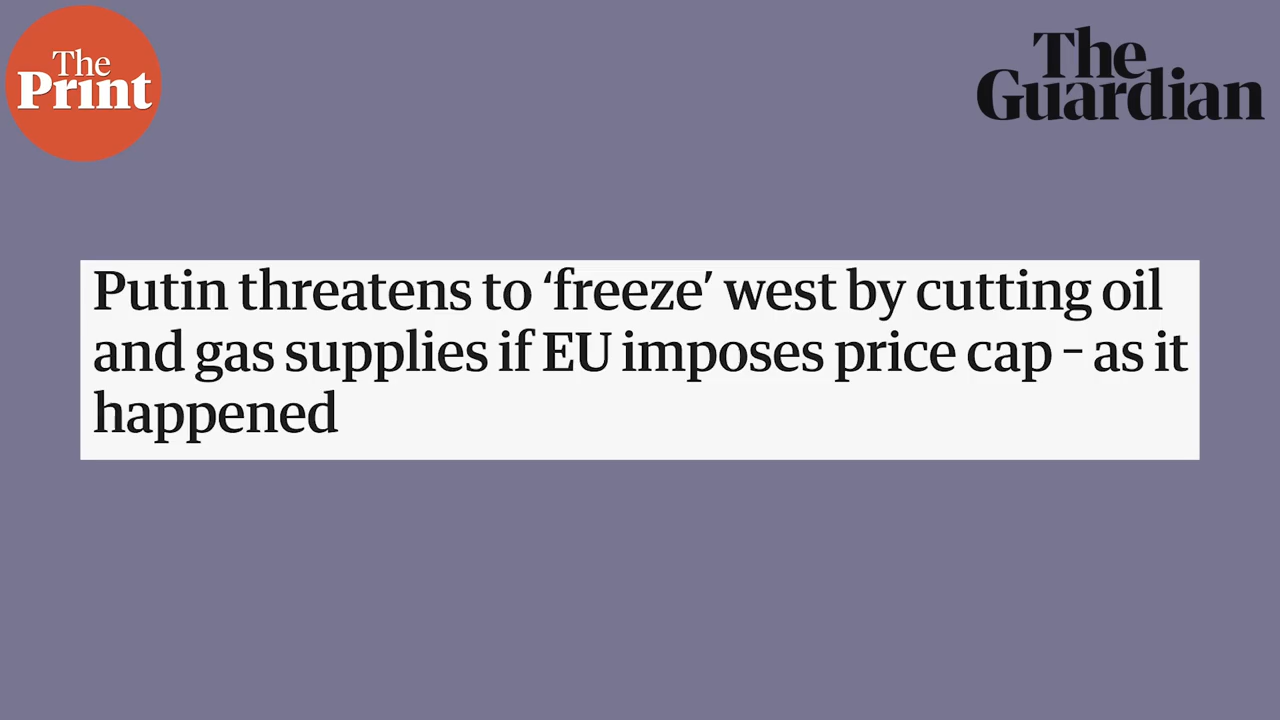 The
Print
The
Guardian
Putin threatens to ‘freeze’ west by cutting oil
and gas supplies if EU imposes price cap – as it
happened